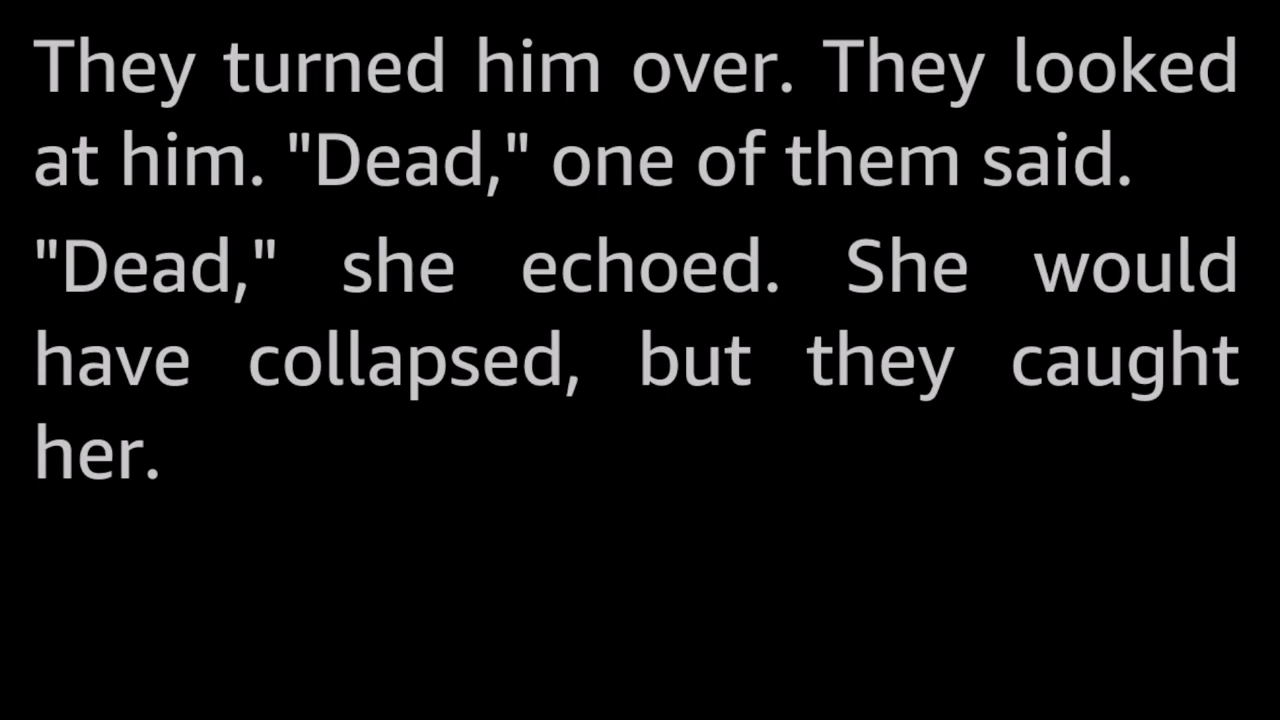 They turned him over. They looked
at him. "Dead," one of them said.
"Dead," she echoed. She would
have collapsed, but they caught
her.